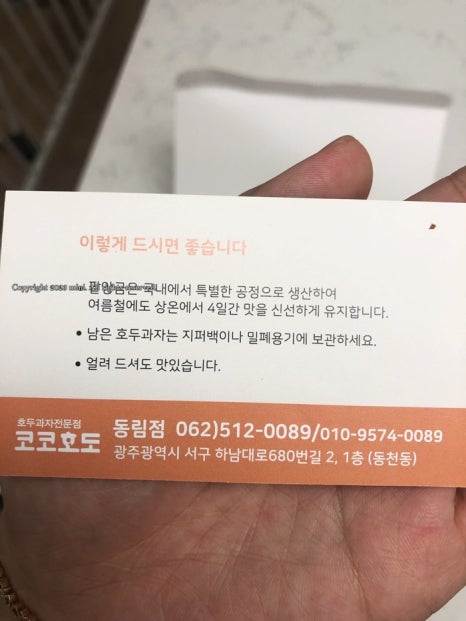 이렇게 드시면 좋습니다
팥앙금은 국내에서 특별한 공정으로 생산하여
여름철에도 상온에서 4일간 맛을 신선하게 유지합니다.
• 남은 호두과자는 지퍼백이나 밀폐용기에 보관하세요.
• 얼려 드셔도 맛있습니다.
호두과자전문점
코코호도
동림점 062)512-0089/010-9574-0089
광주광역시 서구 하남대로680번길 2, 1층 (동천동)
Copyright